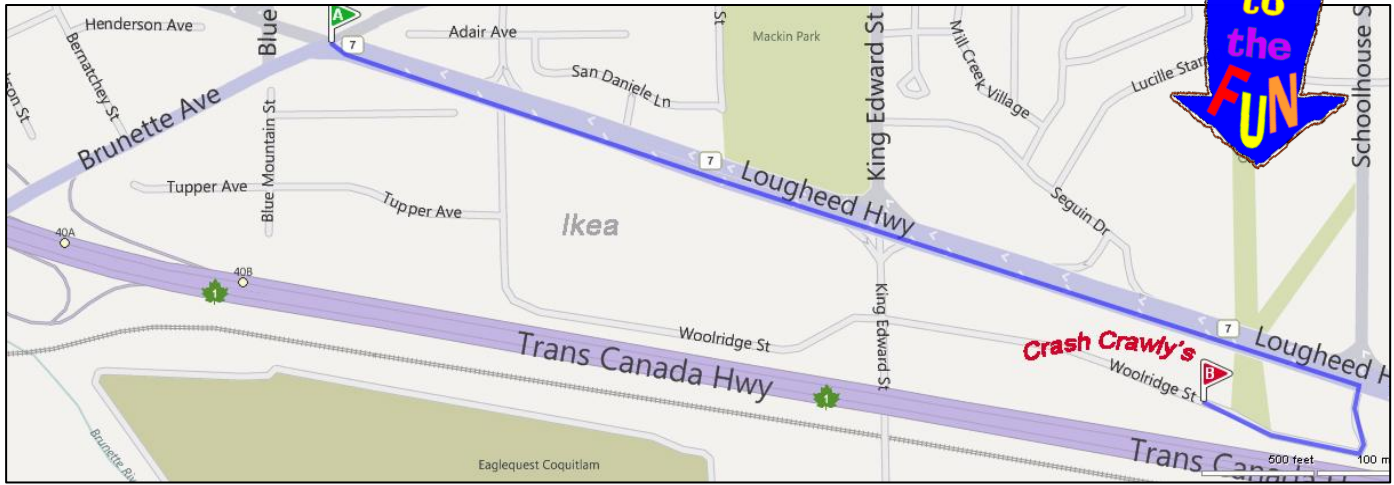 to
the
FUN
A
7
Henderson Ave
Bernatchey St
Blue
Adair Ave
St
Mackin Park
King Edward St
Mill Creek Village
Lucille Star
Schoolhouse S
San Daniele Ln
Brunette Ave
Blue Mountain St
7
Lougheed Hwy
Tupper Ave
Tupper Ave
Ikea
Seguin Dr
40A
40B
1
King Edward St
Woolridge St
7
Lougheed H
Crash Crawly's
B
Woolridge St
Trans Canada Hwy
1
Brunette Riv
Eaglequest Coquitlam
Trans Canada H
500 feet
100 m